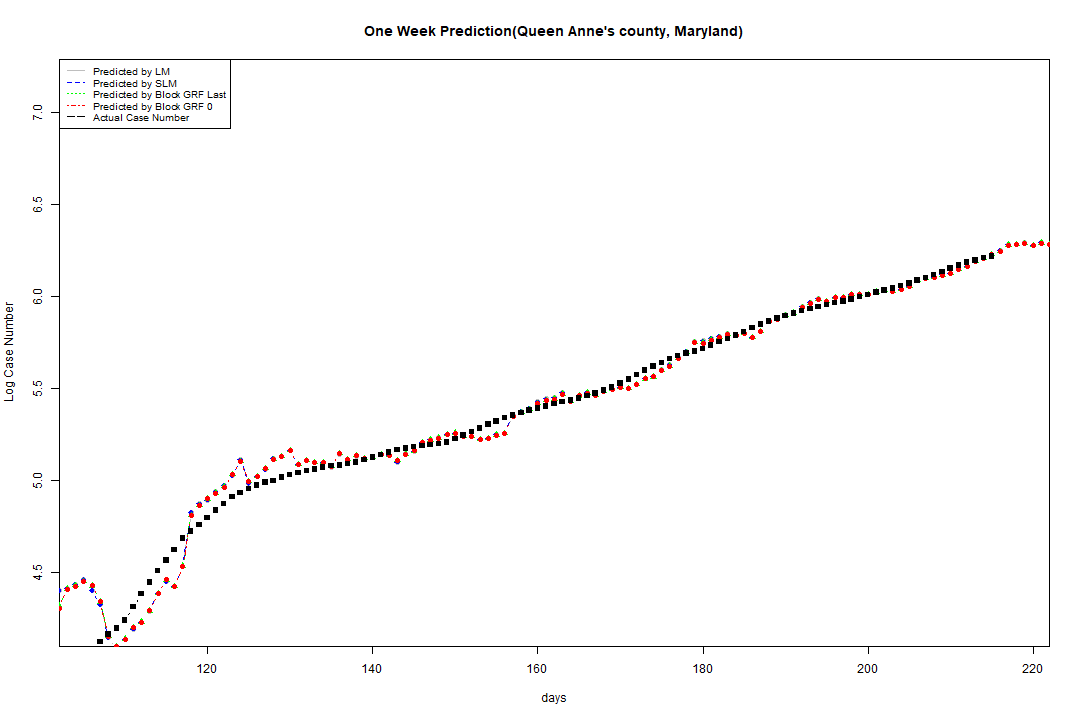 One Week Prediction(Queen Anne's county, Maryland)
Predicted by LM
Predicted by SLM
Predicted by Block GRF Last
Predicted by Block GRF 0
Actual Case Number
7.0
6.5
6.0
5.5
5.0
4.5
Log Case Number
120 140 160 180 200 220
days